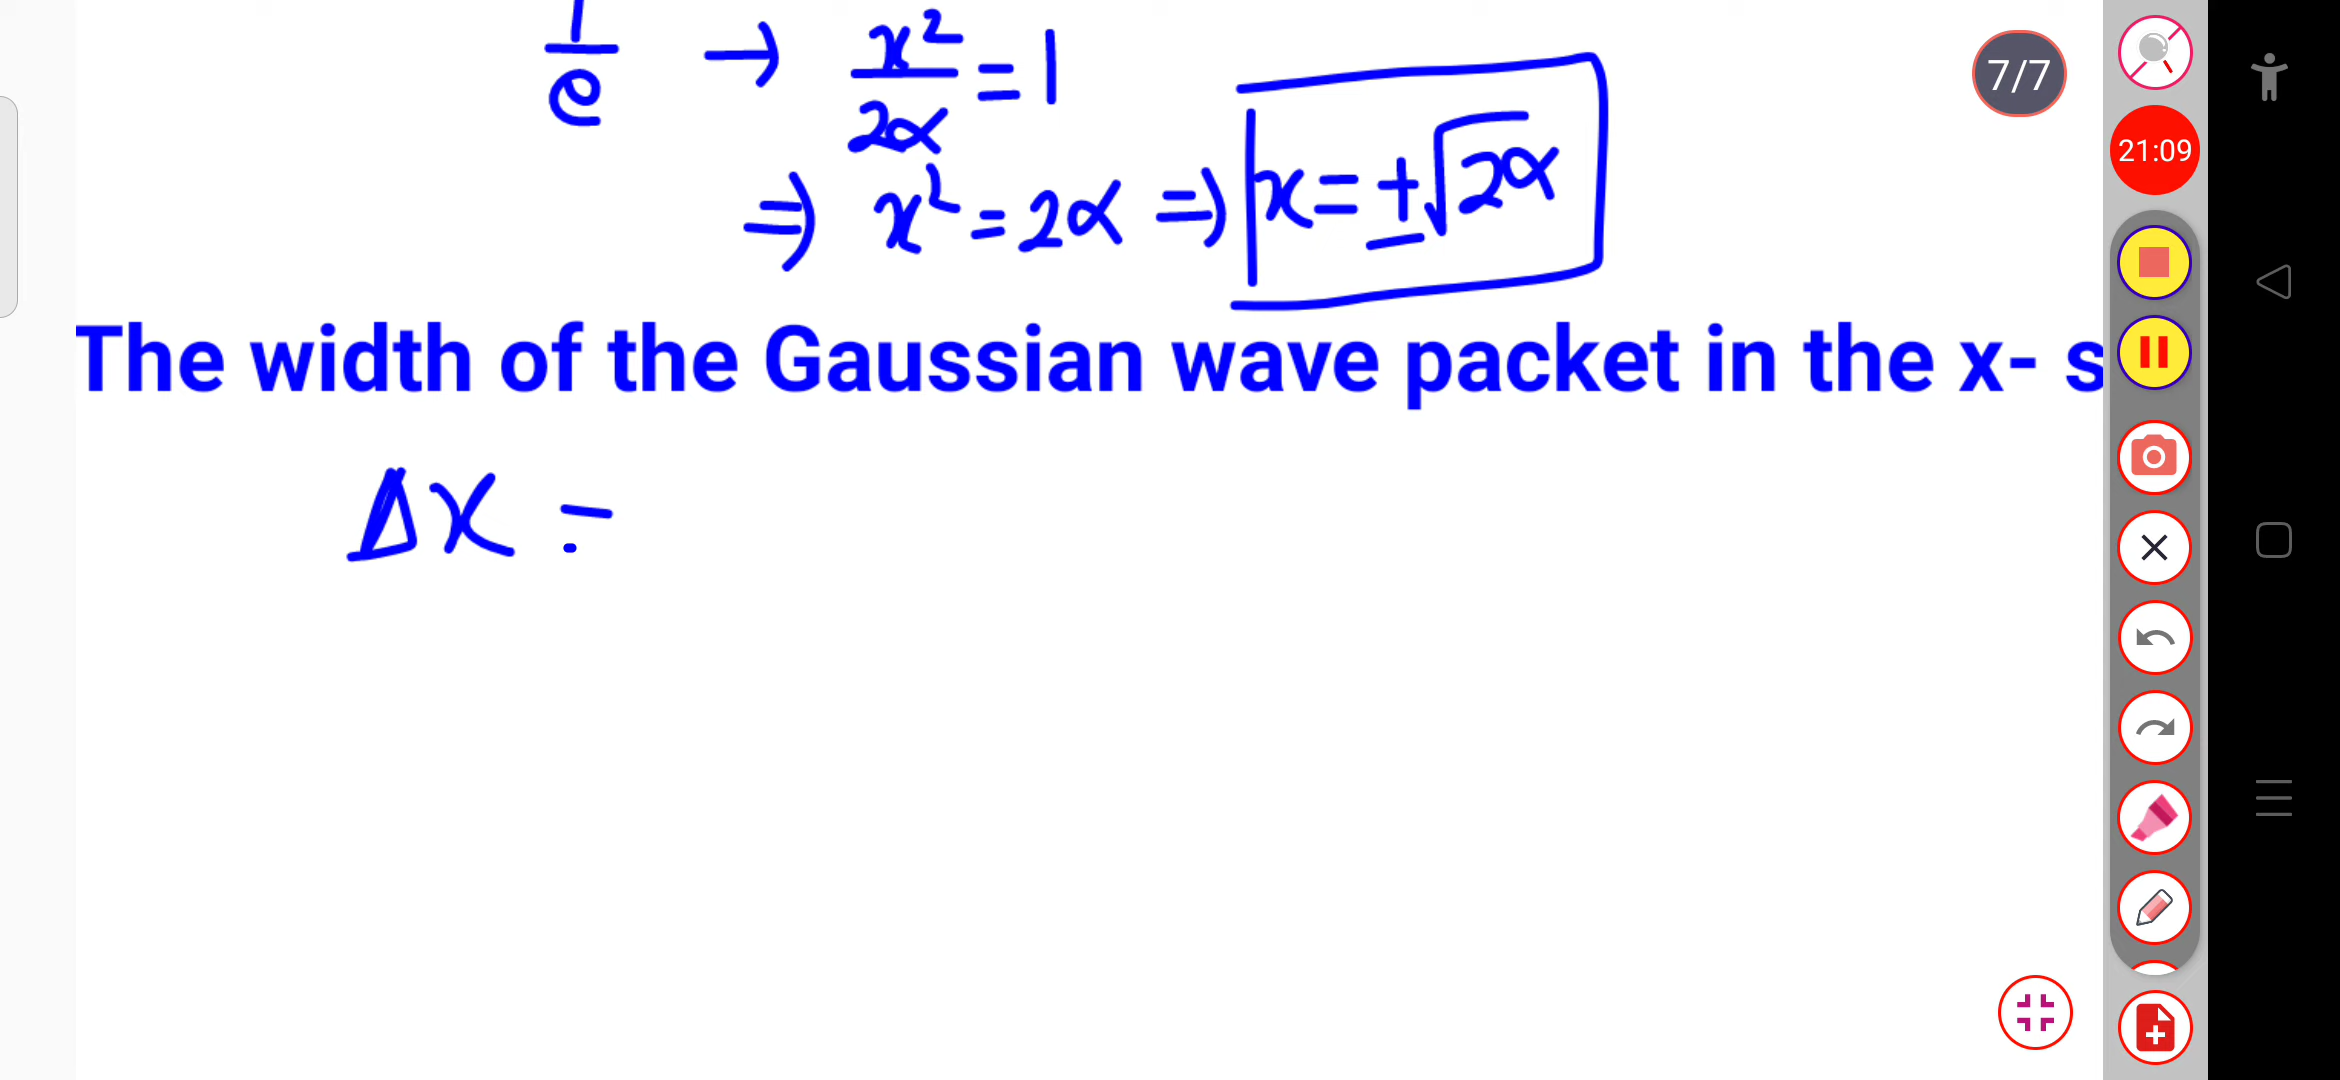 1/e → x²/2α = 1
⇒ x² = 2α ⇒ x = ±√2α
The width of the Gaussian wave packet in the x- s
Δx =
7/7
21:09